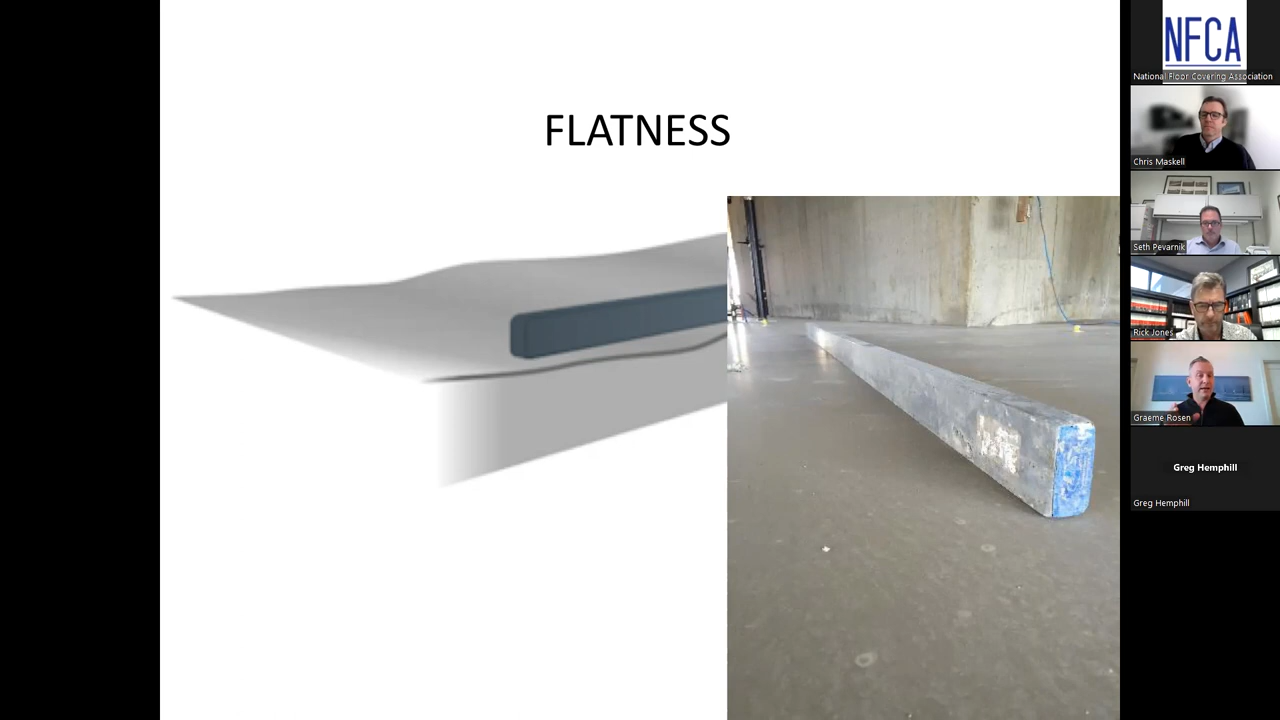 FLATNESS
NFCA
National Floor Covering Association
Chris Maskell
Seth Pevarnik
Rick Jones
Graeme Rosen
Greg Hemphill
Greg Hemphill